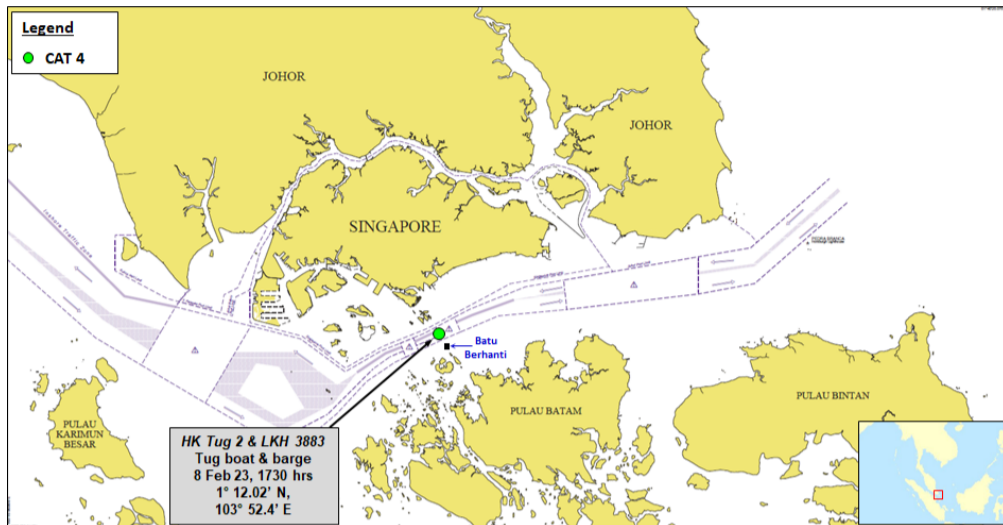 Legend
CAT 4
JOHOR
JOHOR
SINGAPORE
Batu
Berhanti
PULAU BATAM
PULAU BINTAN
PULAU
KARIMUN
BESAR
HK Tug 2 & LKH 3883
Tug boat & barge
8 Feb 23, 1730 hrs
1° 12.02' N,
103° 52.4' E